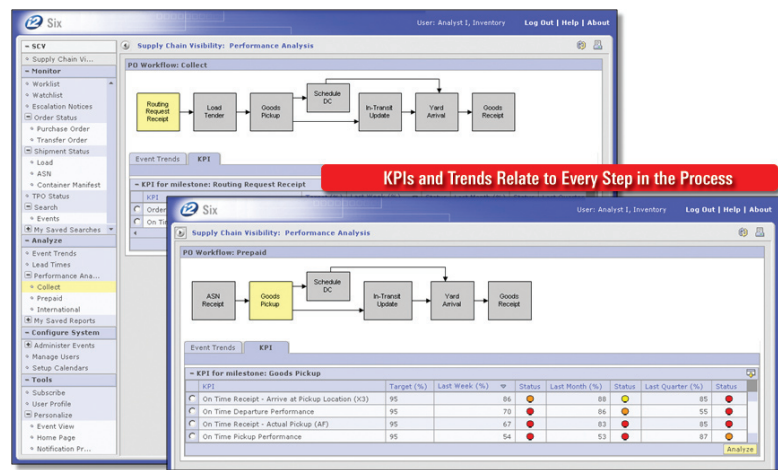 i2 Six
User: Analyst I, Inventory Log Out | Help | About
SCV
Supply Chain Vi...
Monitor
Worklist
Watchlist
Escalation Notices
Order Status
Purchase Order
Transfer Order
Shipment Status
Load
ASN
Container Manifest
TPO Status
Search
Events
My Saved Searches
Analyze
Event Trends
Lead Times
Performance Ana...
Collect
Prepaid
International
My Saved Reports
Configure System
Administer Events
Manage Users
Setup Calendars
Tools
Subscribe
User Profile
Personalize
Event View
Home Page
Notification Pr...
Supply Chain Visibility: Performance Analysis
PO Workflow: Collect
Routing Request Receipt
Load Tender
Goods Pickup
Schedule DC
In-Transit Update
Yard Arrival
Goods Receipt
Event Trends KPI
KPI for milestone: Routing Request Receipt
KPI
Order
On Tim
KPIs and Trends Relate to Every Step in the Process
i2 Six
User: Analyst I, Inventory Log Out | Help | About
Supply Chain Visibility: Performance Analysis
PO Workflow: Prepaid
ASN Receipt
Goods Pickup
Schedule DC
In-Transit Update
Yard Arrival
Goods Receipt
Event Trends KPI
KPI for milestone: Goods Pickup
KPI Target (%) Last Week (%) Status Last Month (%) Status Last Quarter (%) Status
On Time Receipt - Arrive at Pickup Location (X3) 95 86 88 85
On Time Departure Performance 95 70 86 55
On Time Receipt - Actual Pickup (AF) 95 67 83 85
On Time Pickup Performance 95 54 53 87
Analyze